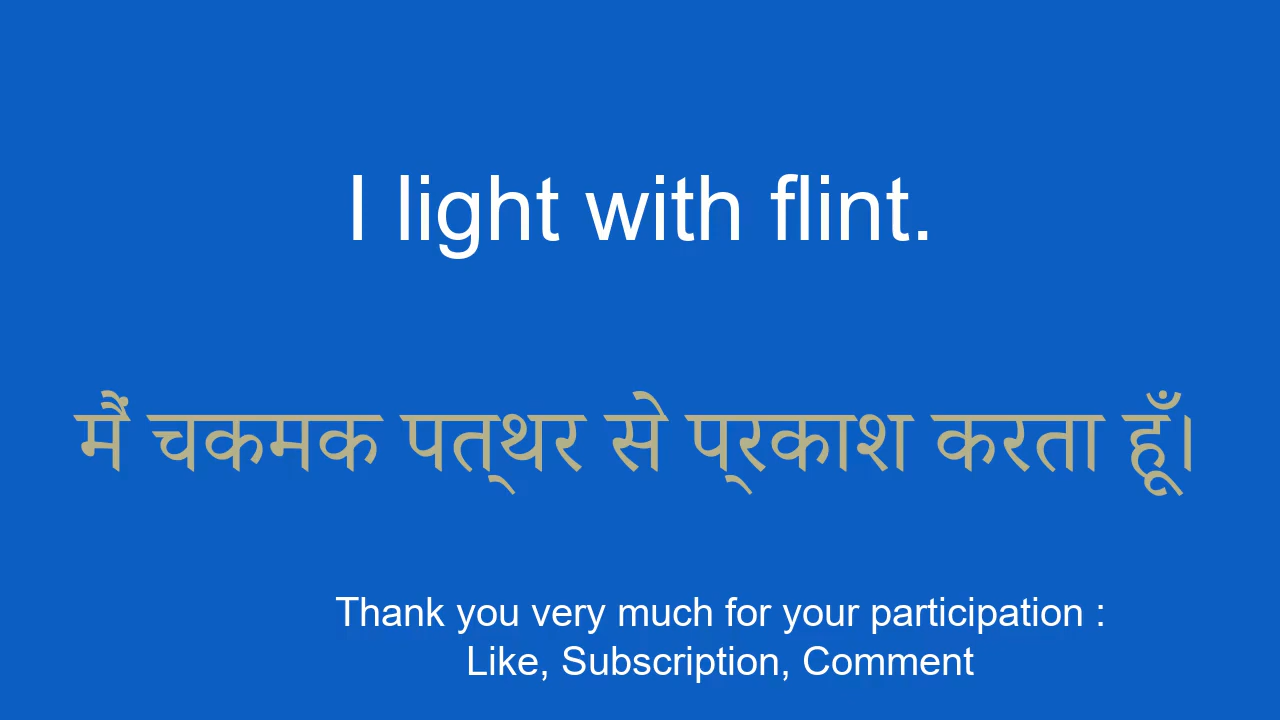 I light with flint.
मैं चकमक पत्‌थर से प्‌रकाश करता हूँ।
Thank you very much for your participation :
Like, Subscription, Comment